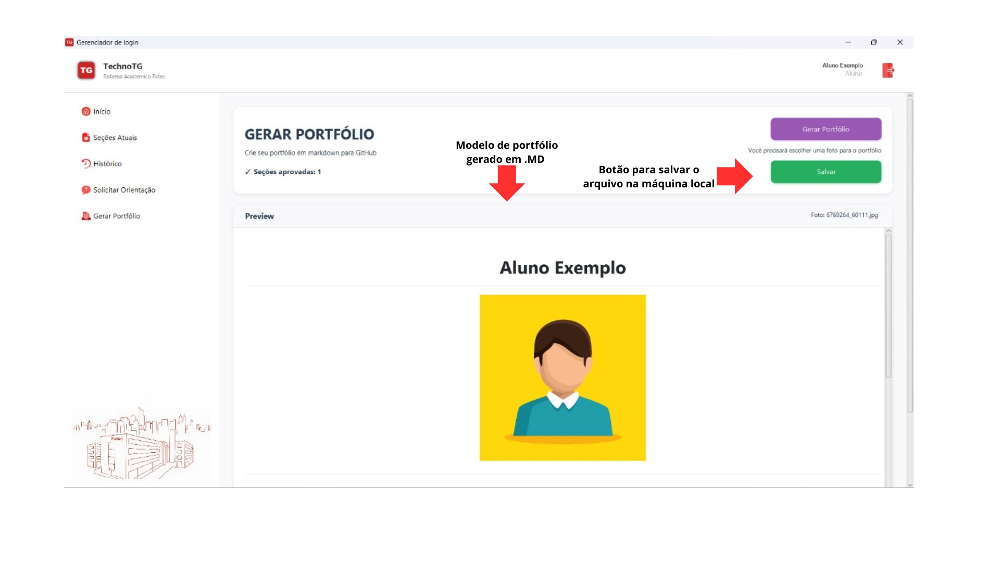 TG Gerenciador de login
TG
TechnoTG
Sistema Academico Fatec
Aluno Exemplo
Aluno
Início
Seções Atuais
Histórico
Solicitar Orientação
Gerar Portfólio
GERAR PORTFÓLIO
Crie seu portfólio em markdown para GitHub
✓ Seções aprovadas: 1
Modelo de portfólio
gerado em .MD
Botão para salvar o
arquivo na máquina local
Gerar Portfólio
Você precisará escolher uma foto para o portfólio
Salvar
Preview
Foto: 6769264_60111.jpg
Aluno Exemplo
Fatec